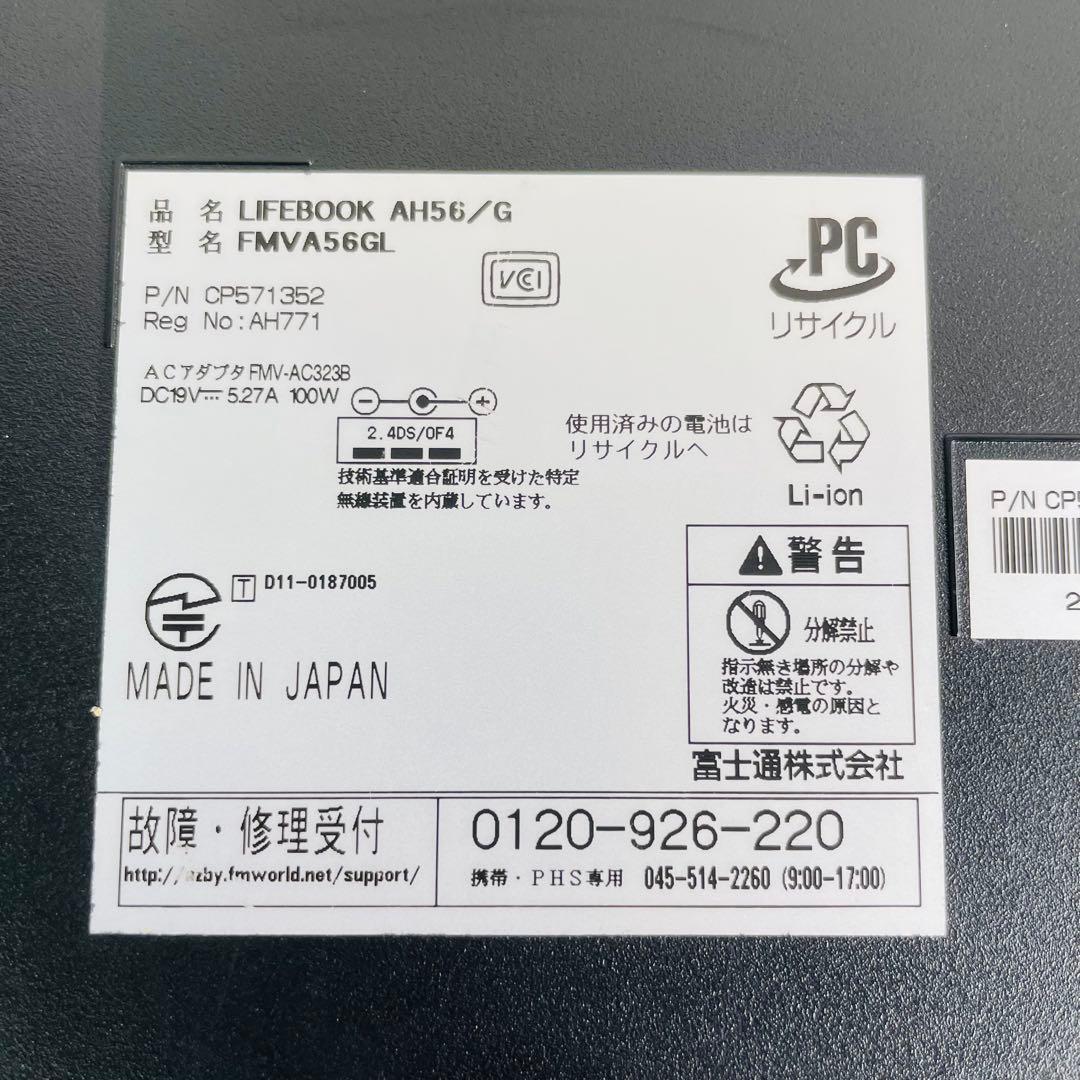 品 名 LIFEBOOK AH56/G
型 名 FMVA56GL
P/N CP571352
Reg No:AH771
VCCI
PC
リサイクル
ACアダプタ FMV-AC323B
DC19V 5.27A 100W
2.4DS/OF4
技術基準適合証明を受けた特定
無線装置を内蔵しています。
使用済みの電池は
リサイクルへ
Li-ion
T D11-0187005
MADE IN JAPAN
警告
分解禁止
指示無き場所の分解や
改造は禁止です。
火災・感電の原因と
なります。
富士通株式会社
故障・修理受付
http://azby.fmworld.net/support/
0120-926-220
携帯・PHS専用 045-514-2260 (9:00-17:00)
P/N CP5
2